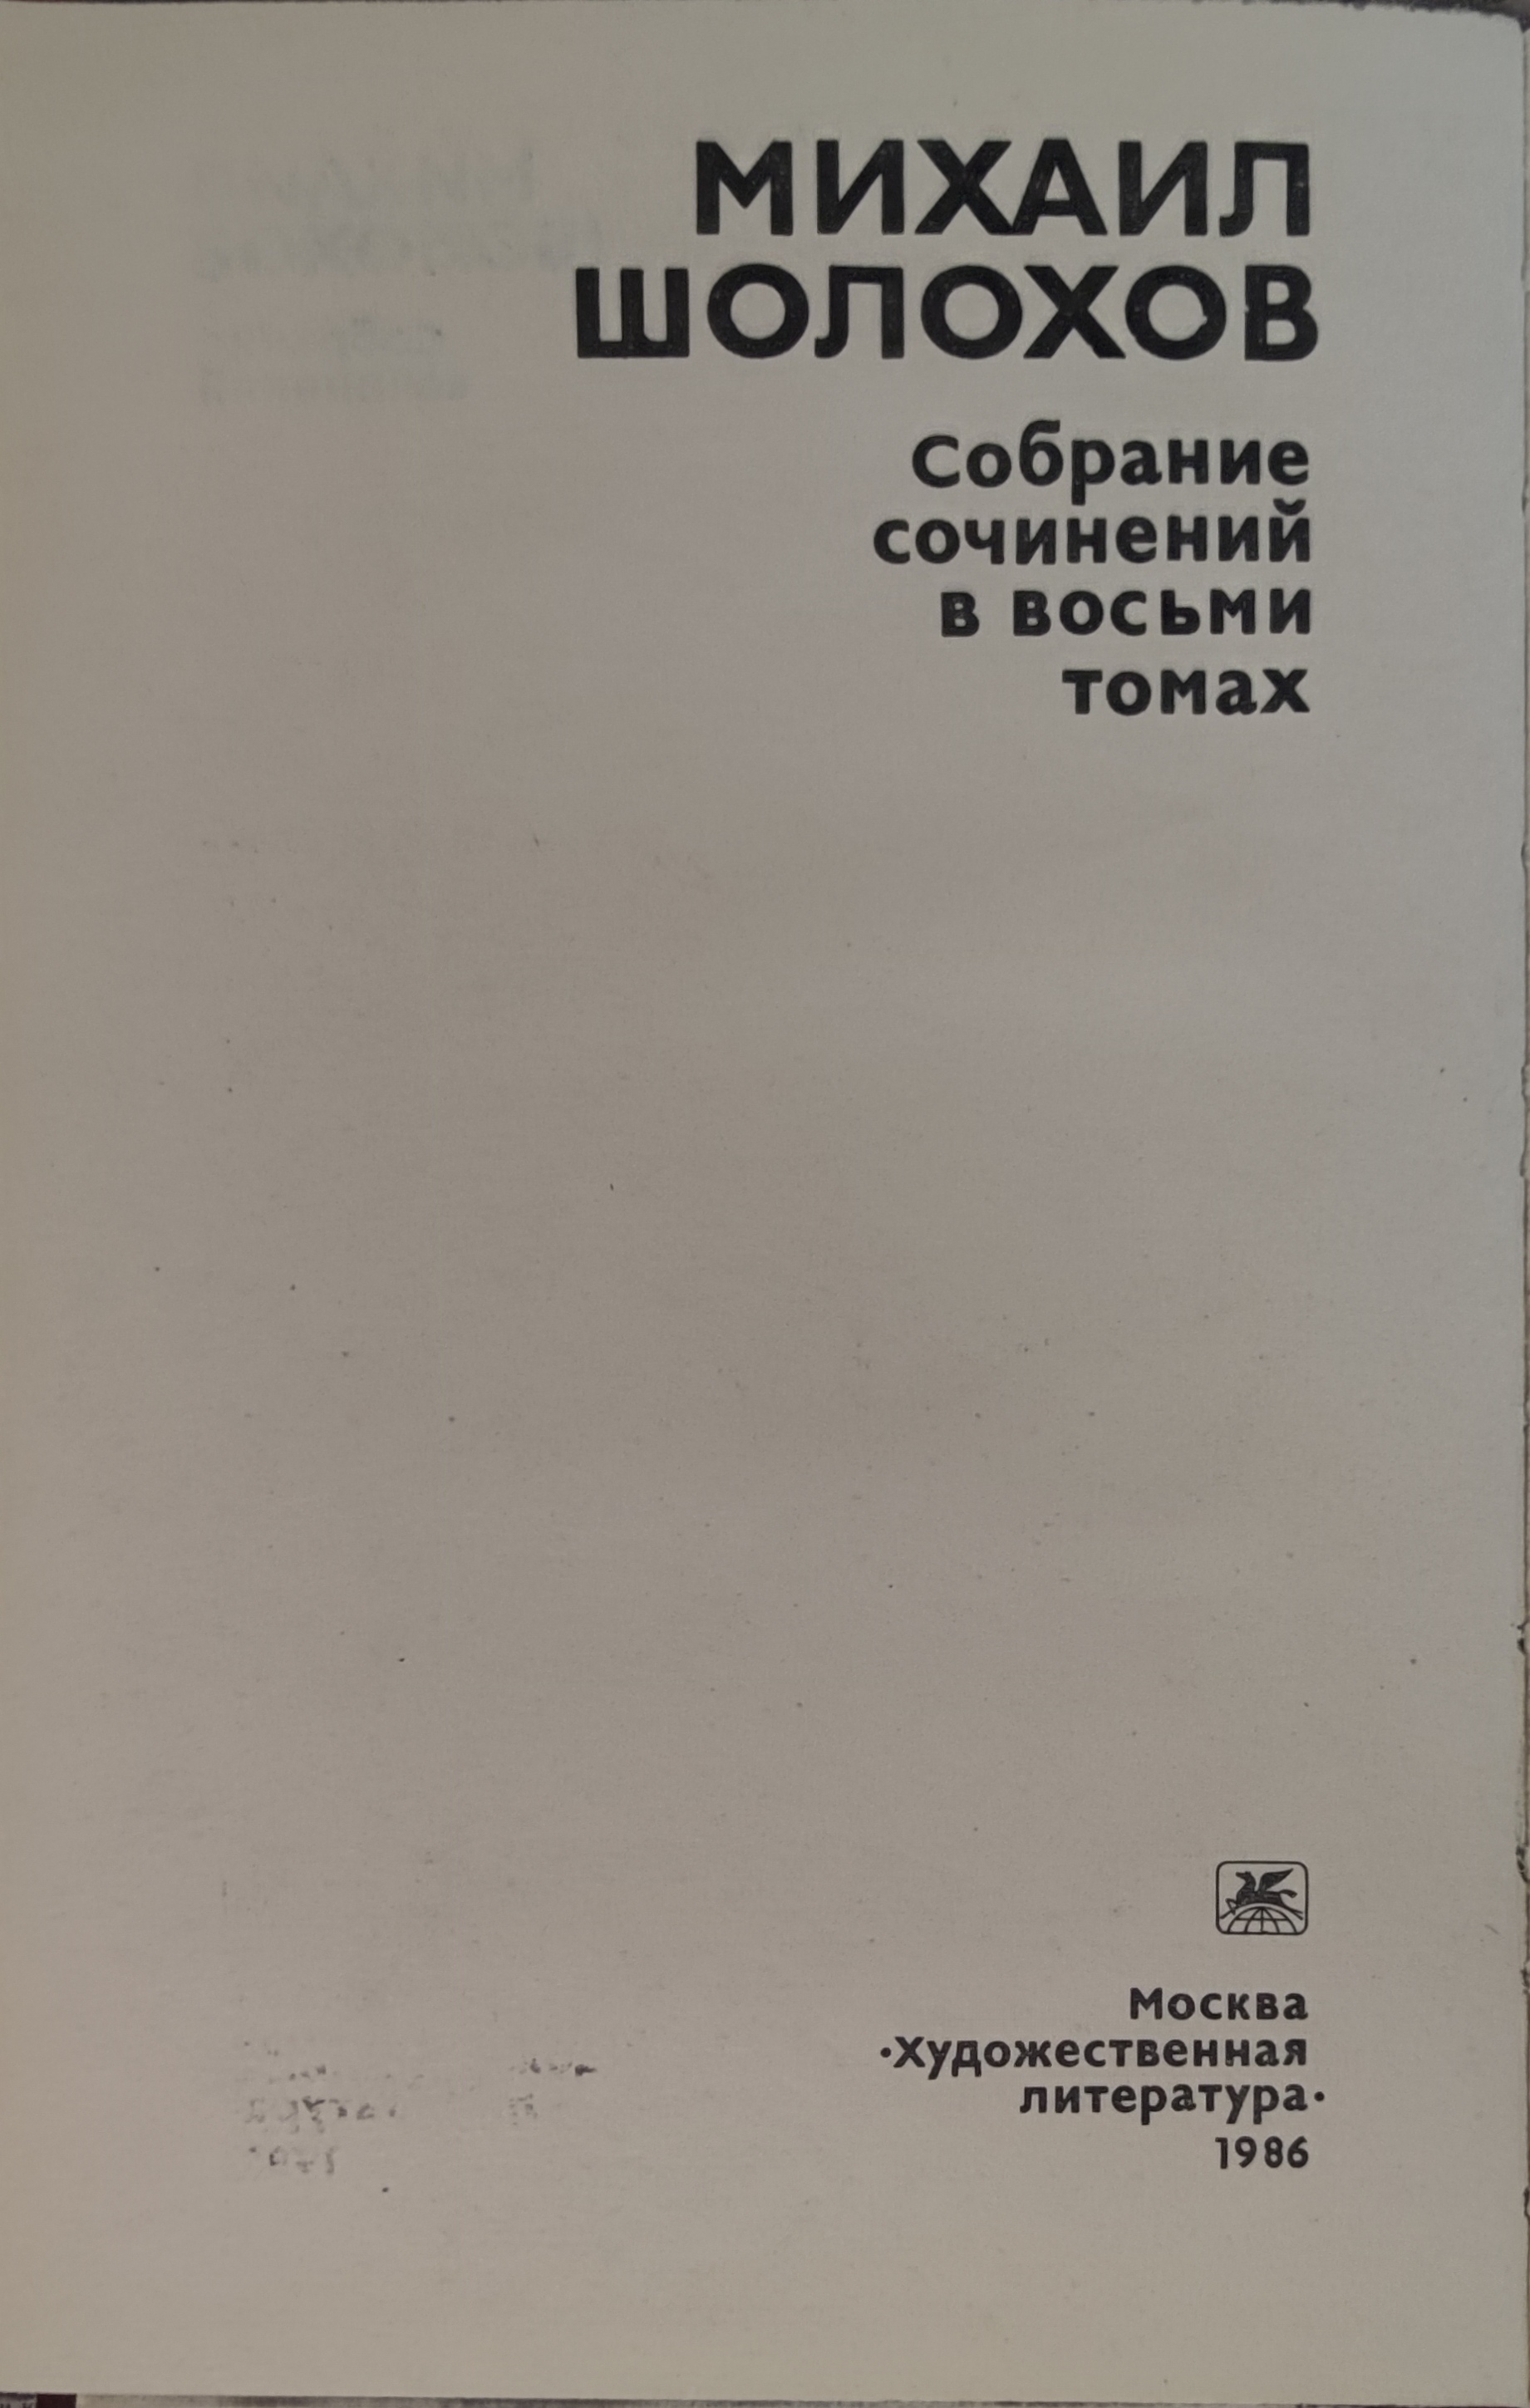 МИХАИЛ
ШОЛОХОВ
Собрание
сочинений
в восьми
томах
Москва
·Художественная
литература·
1986